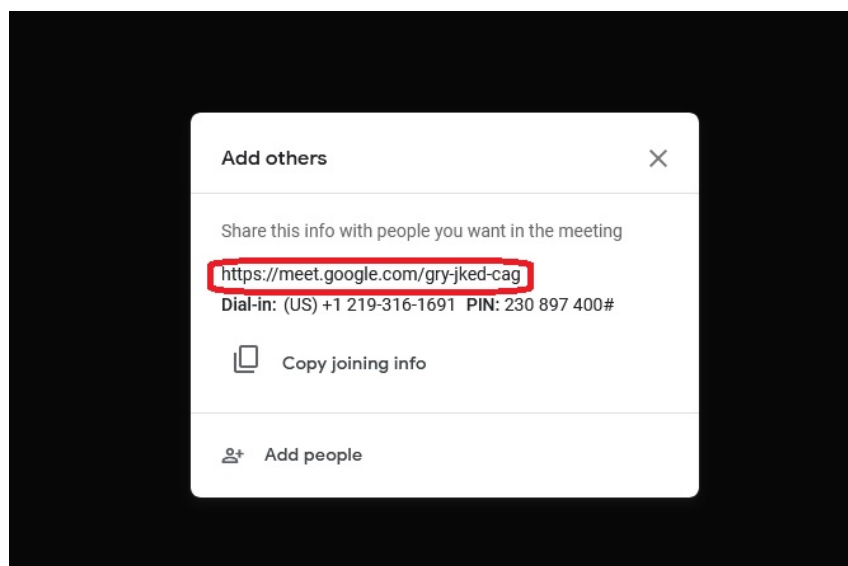 Add others
Share this info with people you want in the meeting
https://meet.google.com/gry-jked-cag
Dial-in: (US) +1 219-316-1691 PIN: 230 897 400#
Copy joining info
Add people